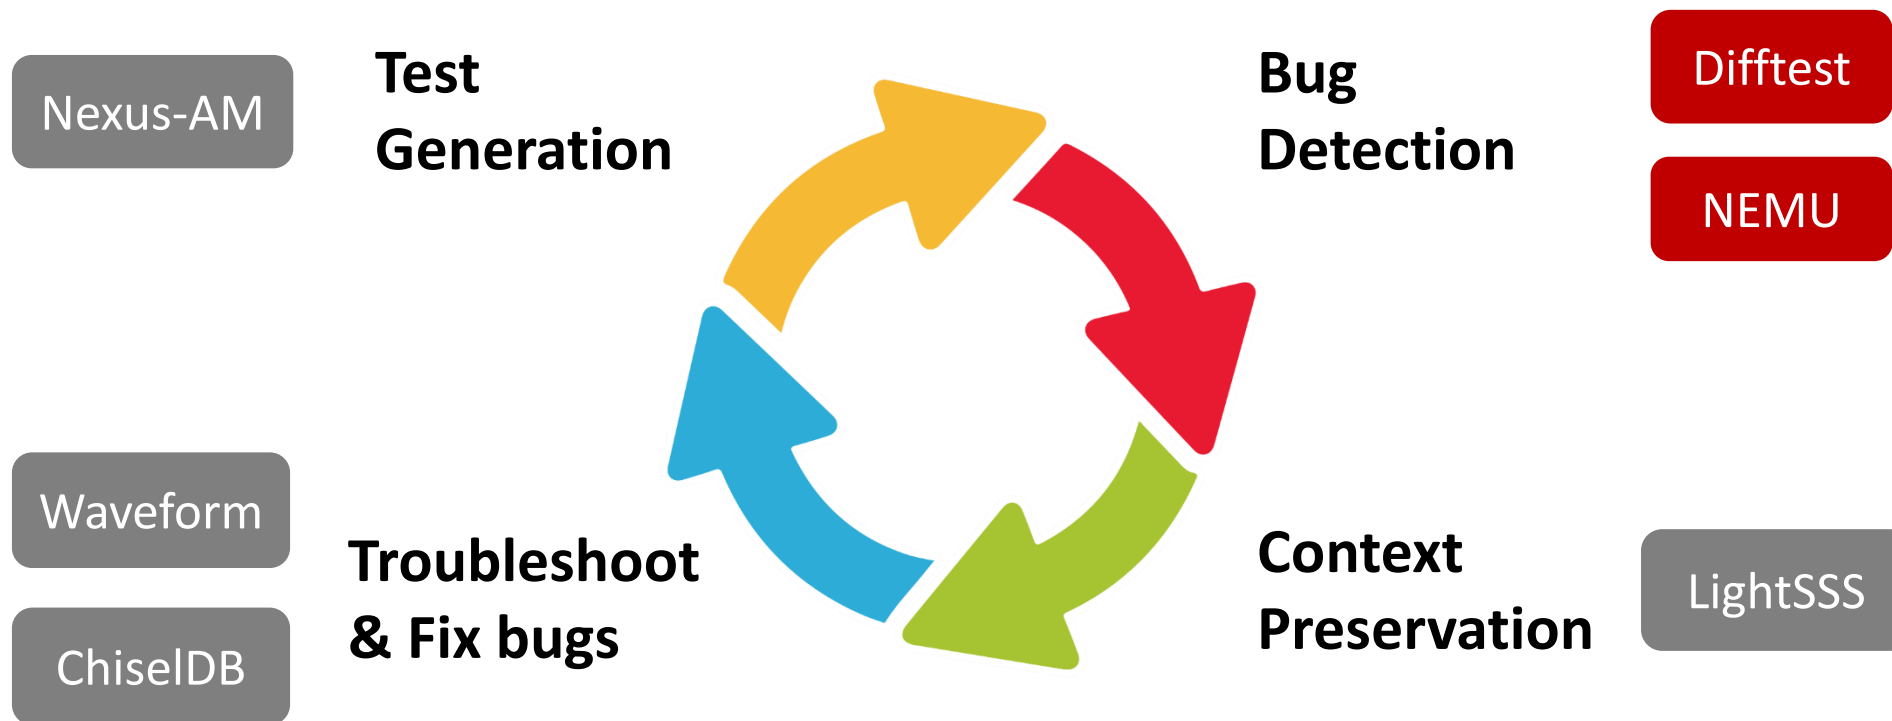 Nexus-AM
Test
Generation
Bug
Detection
Difftest
NEMU
Waveform
ChiselDB
Troubleshoot
& Fix bugs
Context
Preservation
LightSSS